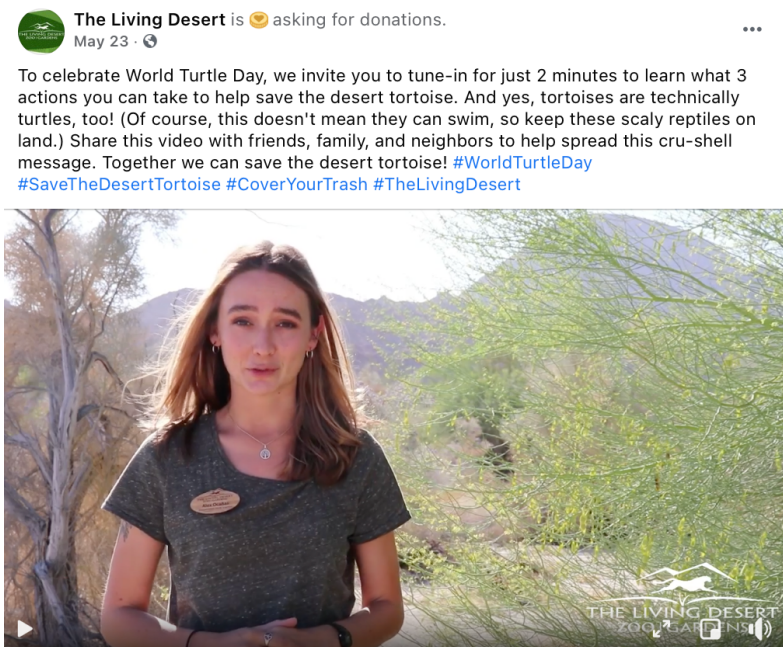 The Living Desert is asking for donations.
May 23
To celebrate World Turtle Day, we invite you to tune-in for just 2 minutes to learn what 3
actions you can take to help save the desert tortoise. And yes, tortoises are technically
turtles, too! (Of course, this doesn't mean they can swim, so keep these scaly reptiles on
land.) Share this video with friends, family, and neighbors to help spread this cru-shell
message. Together we can save the desert tortoise! #WorldTurtleDay
#SaveTheDesertTortoise #CoverYourTrash #TheLivingDesert
THE LIVING DESERT
ZOO GARDENS